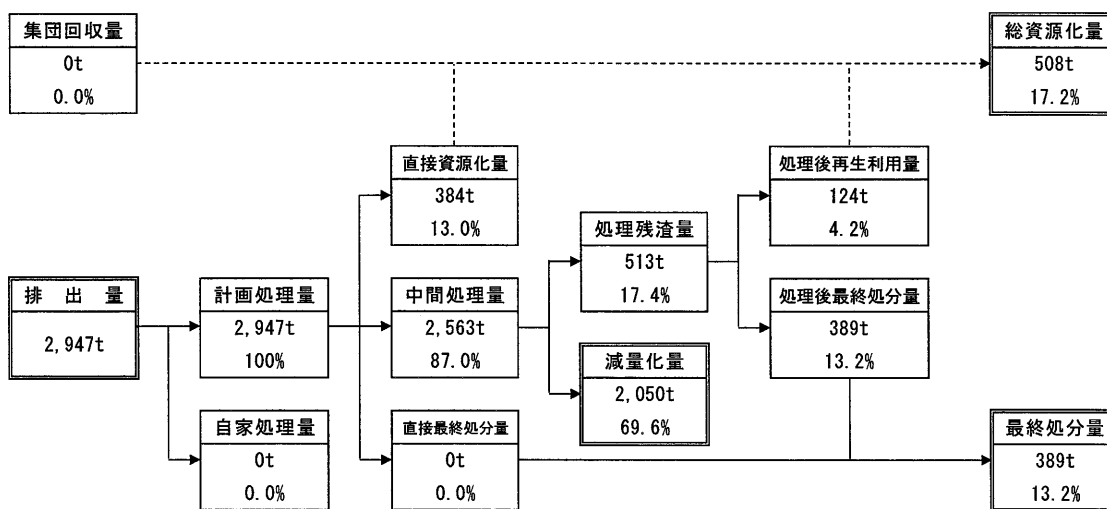 集団回収量
0t
0.0%
総資源化量
508t
17.2%
直接資源化量
384t
13.0%
処理後再生利用量
124t
4.2%
処理残渣量
513t
17.4%
排出量
2,947t
計画処理量
2,947t
100%
中間処理量
2,563t
87.0%
処理後最終処分量
389t
13.2%
減量化量
2,050t
69.6%
自家処理量
0t
0.0%
直接最終処分量
0t
0.0%
最終処分量
389t
13.2%